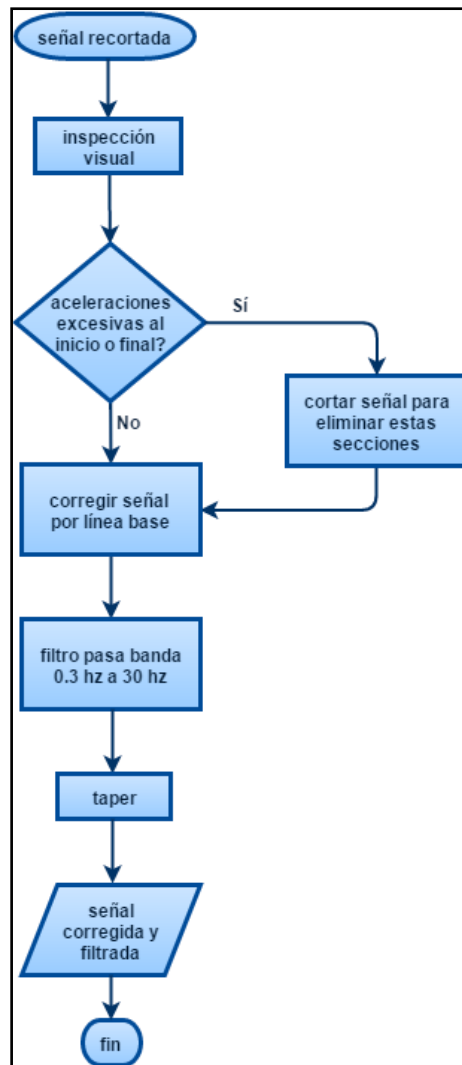 señal recortada
inspección
visual
aceleraciones
excesivas al
inicio o final?
Sí
No
cortar señal para
eliminar estas
secciones
corregir señal
por línea base
filtro pasa banda
0.3 hz a 30 hz
taper
señal
corregida y
filtrada
fin